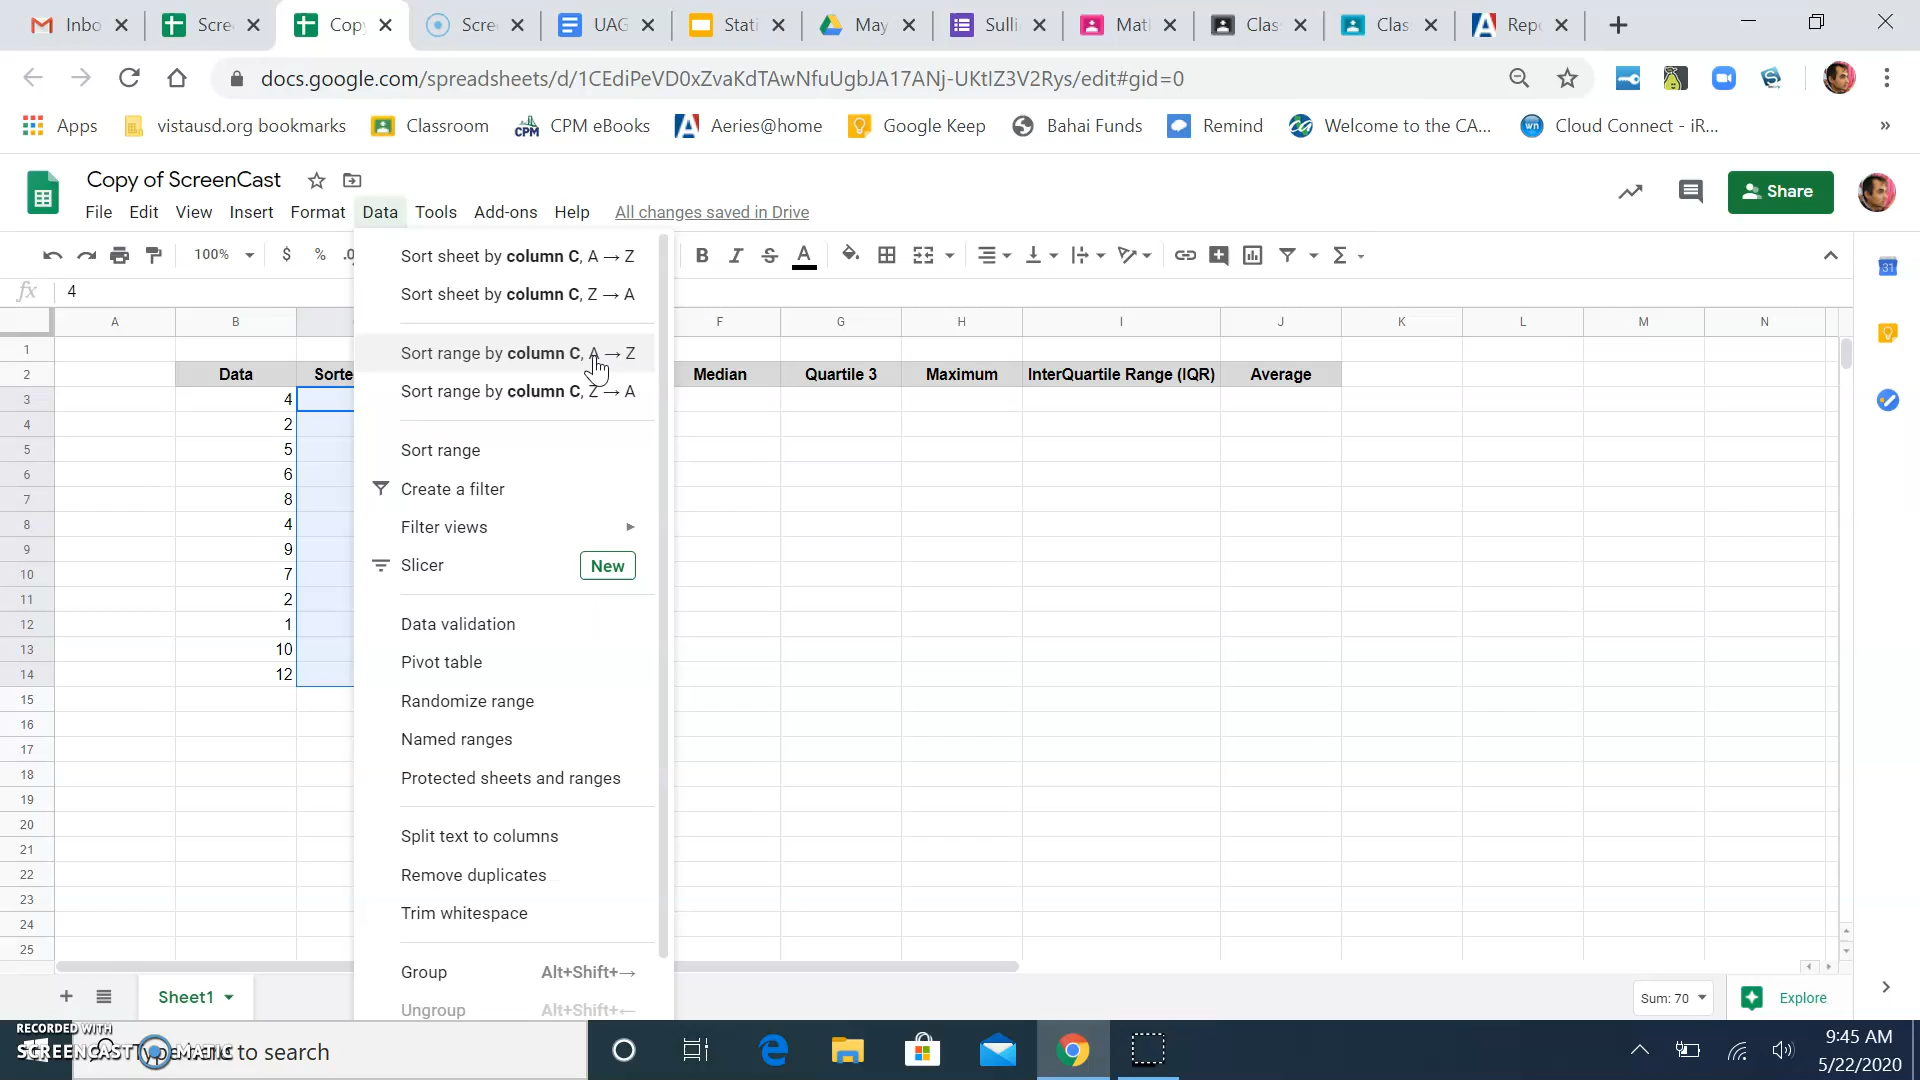 Inbo
Scre
Copy
Scre
UAG
Stati
May
Sulli
Mat
Clas
Clas
Repo
docs.google.com/spreadsheets/d/1CEdiPeVD0xZvaKdTAwNfuUgbJA17ANj-UKtIZ3V2Rys/edit#gid=0
Apps
vistausd.org bookmarks
Classroom
CPM
CPM eBooks
Aeries@home
Google Keep
Bahai Funds
Remind
Welcome to the CA...
wn
Cloud Connect - iR...
»
Copy of ScreenCast
Share
File Edit View Insert Format Data Tools Add-ons Help All changes saved in Drive
100% $ % .0 B I S A Σ
31
fx 4
A B F G H I J K L M N
1
2 Data Sorte Median Quartile 3 Maximum InterQuartile Range (IQR) Average
3 4
4 2
5 5
6 6
7 8
8 4
9 9
10 7
11 2
12 1
13 10
14 12
15
16
17
18
19
20
21
22
23
24
25
Sort sheet by column C, A → Z
Sort sheet by column C, Z → A
Sort range by column C, A → Z
Sort range by column C, Z → A
Sort range
Create a filter
Filter views
Slicer New
Data validation
Pivot table
Randomize range
Named ranges
Protected sheets and ranges
Split text to columns
Remove duplicates
Trim whitespace
Group Alt+Shift+→
Ungroup Alt+Shift+←
Sheet1
Sum: 70
Explore
RECORDED WITH
SCREENCAST MATIC
to search
9:45 AM
5/22/2020